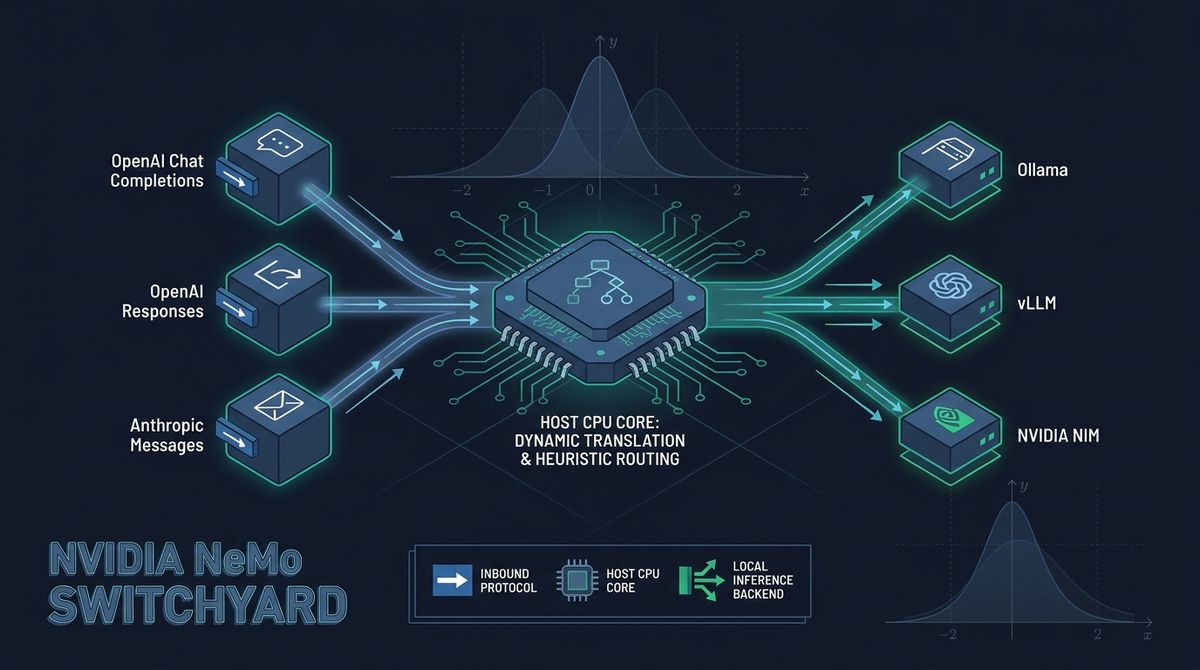 y
−2
−1
0
1
2
x
OpenAI Chat
Completions
Ollama
OpenAI
Responses
vLLM
Anthropic
Messages
NVIDIA NIM
HOST CPU CORE:
DYNAMIC TRANSLATION
& HEURISTIC ROUTING
y
−2
2
x
NVIDIA NeMo
SWITCHYARD
INBOUND
PROTOCOL
HOST CPU
CORE
LOCAL
INFERENCE
BACKEND